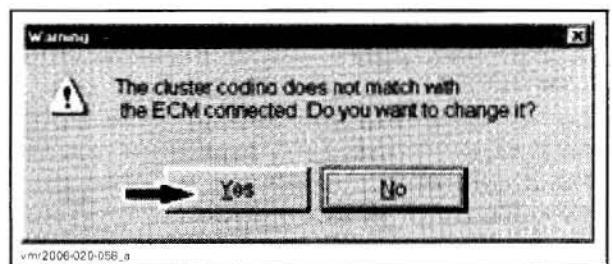 Warning
The cluster coding does not match with
the ECM connected. Do you want to change it?
Yes
No
vmr2006-020-058_a